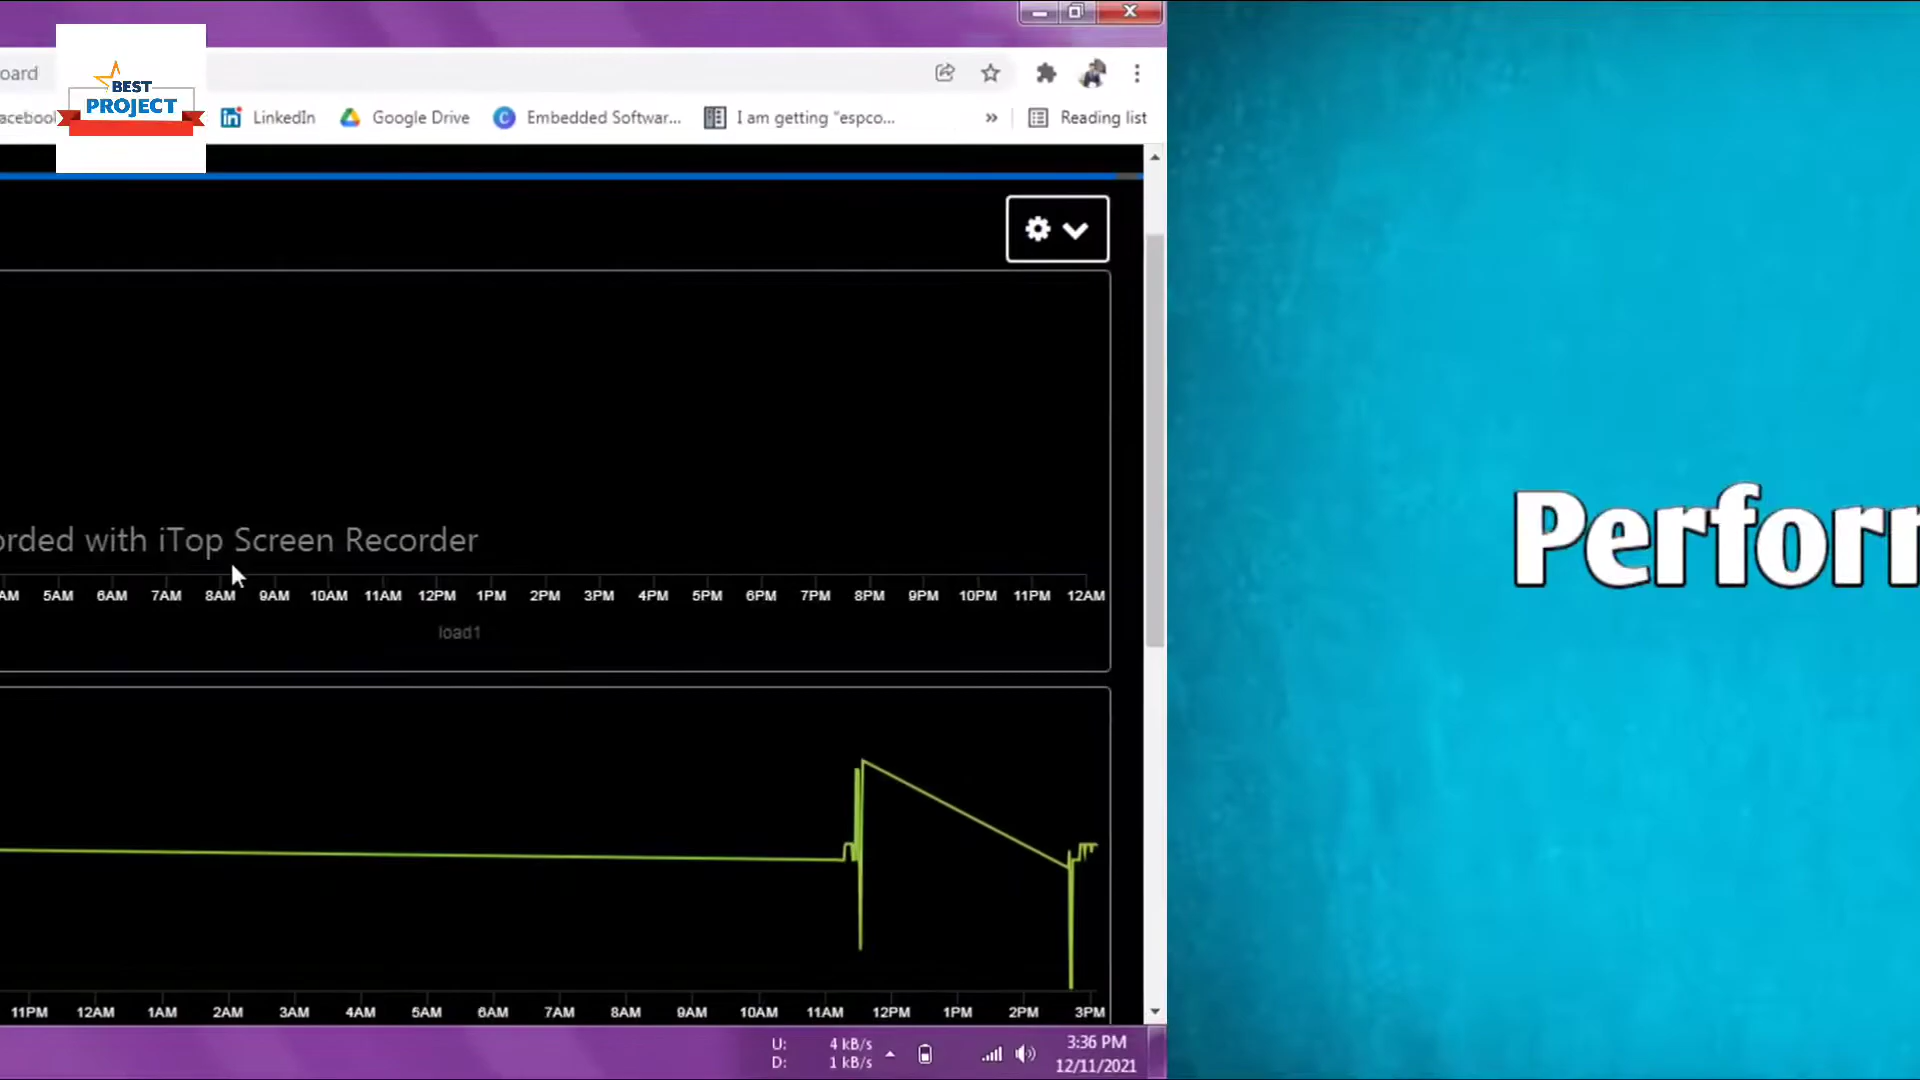 oard
BEST
PROJECT
acebool
LinkedIn
Google Drive
Embedded Softwar...
I am getting "espco...
»
Reading list
orded with iTop Screen Recorder
AM 5AM 6AM 7AM 8AM 9AM 10AM 11AM 12PM 1PM 2PM 3PM 4PM 5PM 6PM 7PM 8PM 9PM 10PM 11PM 12AM
load1
11PM 12AM 1AM 2AM 3AM 4AM 5AM 6AM 7AM 8AM 9AM 10AM 11AM 12PM 1PM 2PM 3PM
U: 4 kB/s
D: 1 kB/s
3:36 PM
12/11/2021
Perform